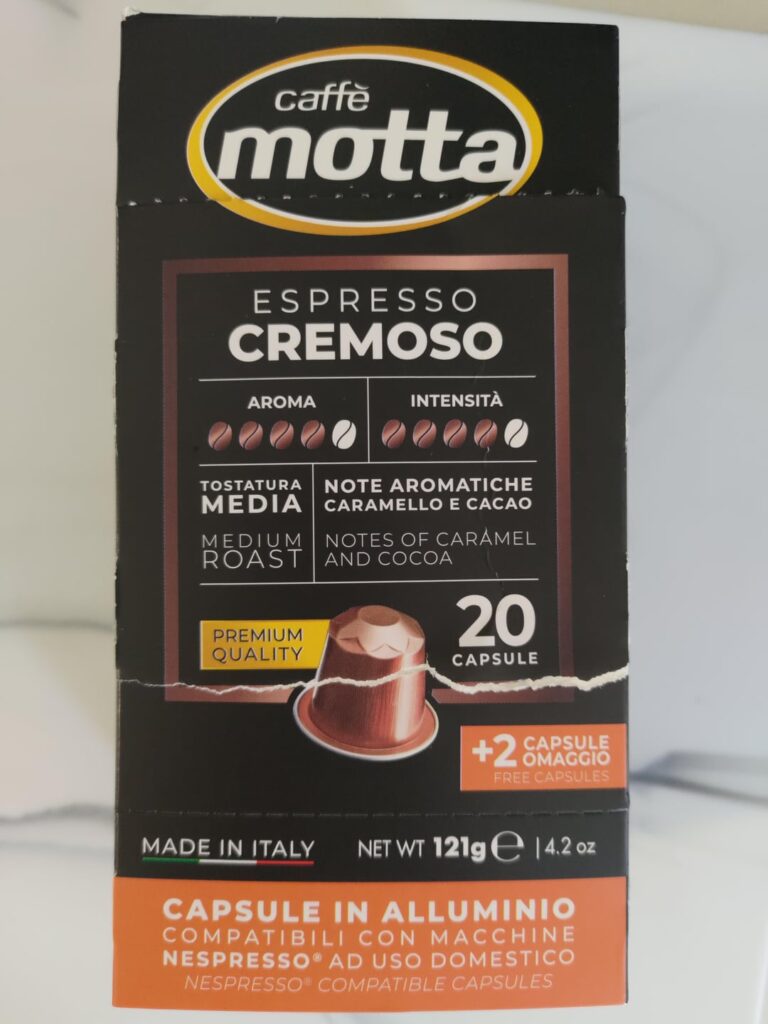 caffè
motta
ESPRESSO
CREMOSO
AROMA
INTENSITÀ
TOSTATURA
MEDIA
MEDIUM
ROAST
NOTE AROMATICHE
CARAMELLO E CACAO
NOTES OF CARAMEL
AND COCOA
PREMIUM
QUALITY
20
CAPSULE
+2 CAPSULE
OMAGGIO
FREE CAPSULES
MADE IN ITALY
NET WT 121g ℮ | 4.2 oz
CAPSULE IN ALLUMINIO
COMPATIBILI CON MACCHINE
NESPRESSO® AD USO DOMESTICO
NESPRESSO® COMPATIBLE CAPSULES